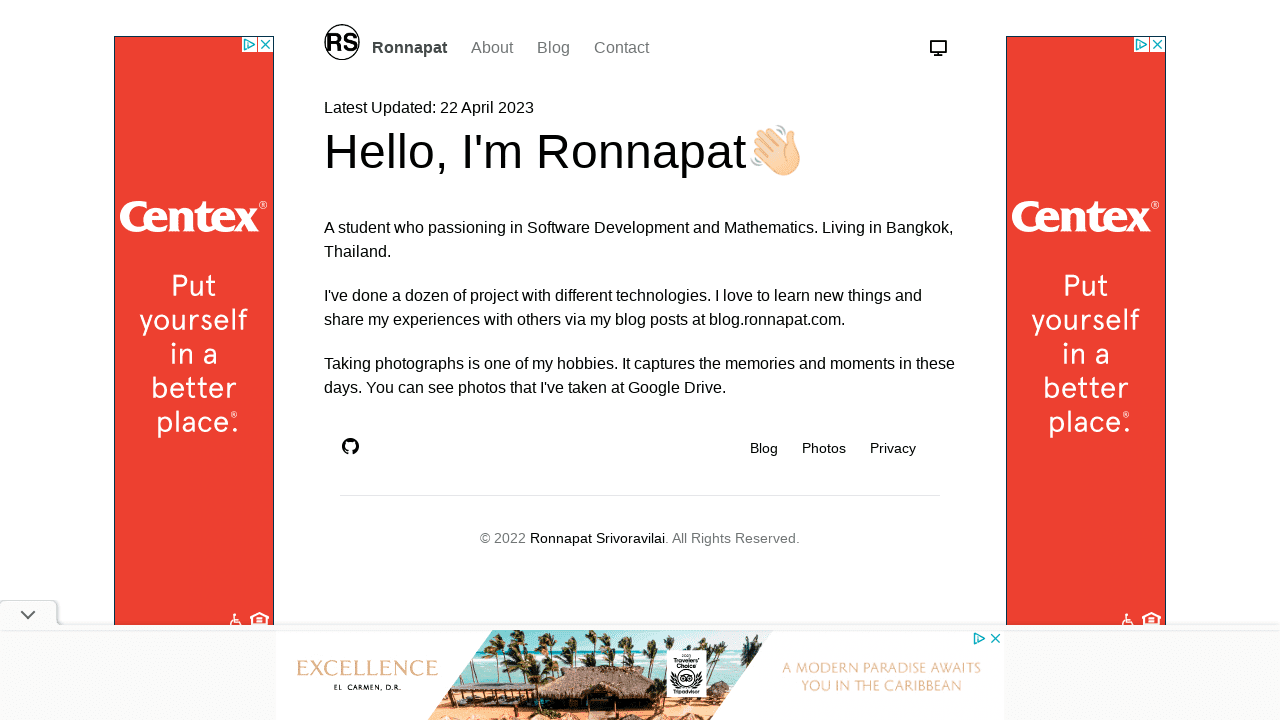 RS Ronnapat About Blog Contact
Latest Updated: 22 April 2023
Hello, I'm Ronnapat👋🏻
A student who passioning in Software Development and Mathematics. Living in Bangkok,
Thailand.
I've done a dozen of project with different technologies. I love to learn new things and
share my experiences with others via my blog posts at blog.ronnapat.com.
Taking photographs is one of my hobbies. It captures the memories and moments in these
days. You can see photos that I've taken at Google Drive.
Blog Photos Privacy
© 2022 Ronnapat Srivoravilai. All Rights Reserved.
Centex®
Put
yourself
in a
better
place.®
Centex®
Put
yourself
in a
better
place.®
EXCELLENCE
EL CARMEN, D.R.
2023
Travelers'
Choice
Tripadvisor
A MODERN PARADISE AWAITS
YOU IN THE CARIBBEAN